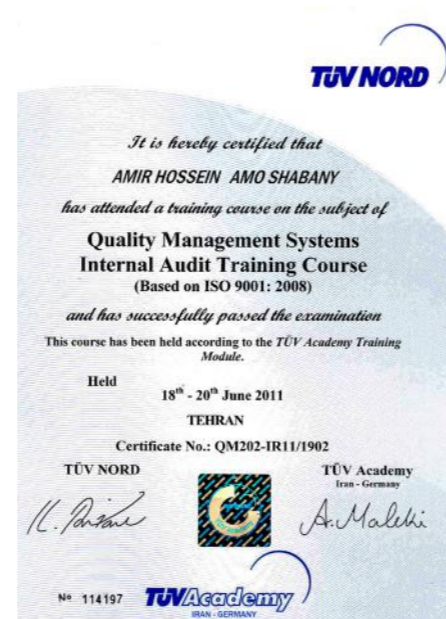 TÜV NORD
It is hereby certified that
AMIR HOSSEIN AMO SHABANY
has attended a training course on the subject of
Quality Management Systems
Internal Audit Training Course
(Based on ISO 9001: 2008)
and has successfully passed the examination
This course has been held according to the TÜV Academy Training
Module.
Held
18th - 20th June 2011
TEHRAN
Certificate No.: QM202-IR11/1902
TÜV NORD
TÜV Academy
Iran - Germany
A. Maleki
No 114197
TÜVAcademy
IRAN - GERMANY